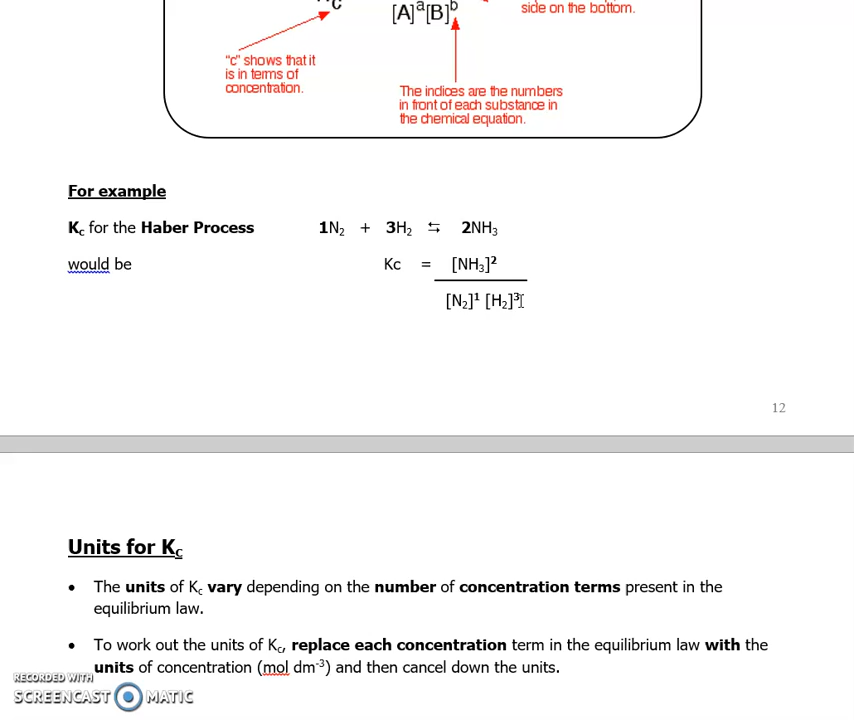 c [A]ᵃ[B]ᵇ side on the bottom.
"c" shows that it
is in terms of
concentration.
The indices are the numbers
in front of each substance in
the chemical equation.
For example
K꜀ for the Haber Process 1N₂ + 3H₂ ⇆ 2NH₃
would be Kc = [NH₃]²
[N₂]¹ [H₂]³
12
Units for K꜀
• The units of K꜀ vary depending on the number of concentration terms present in the
equilibrium law.
• To work out the units of K꜀, replace each concentration term in the equilibrium law with the
units of concentration (mol dm⁻³) and then cancel down the units.
RECORDED WITH
SCREENCAST MATIC